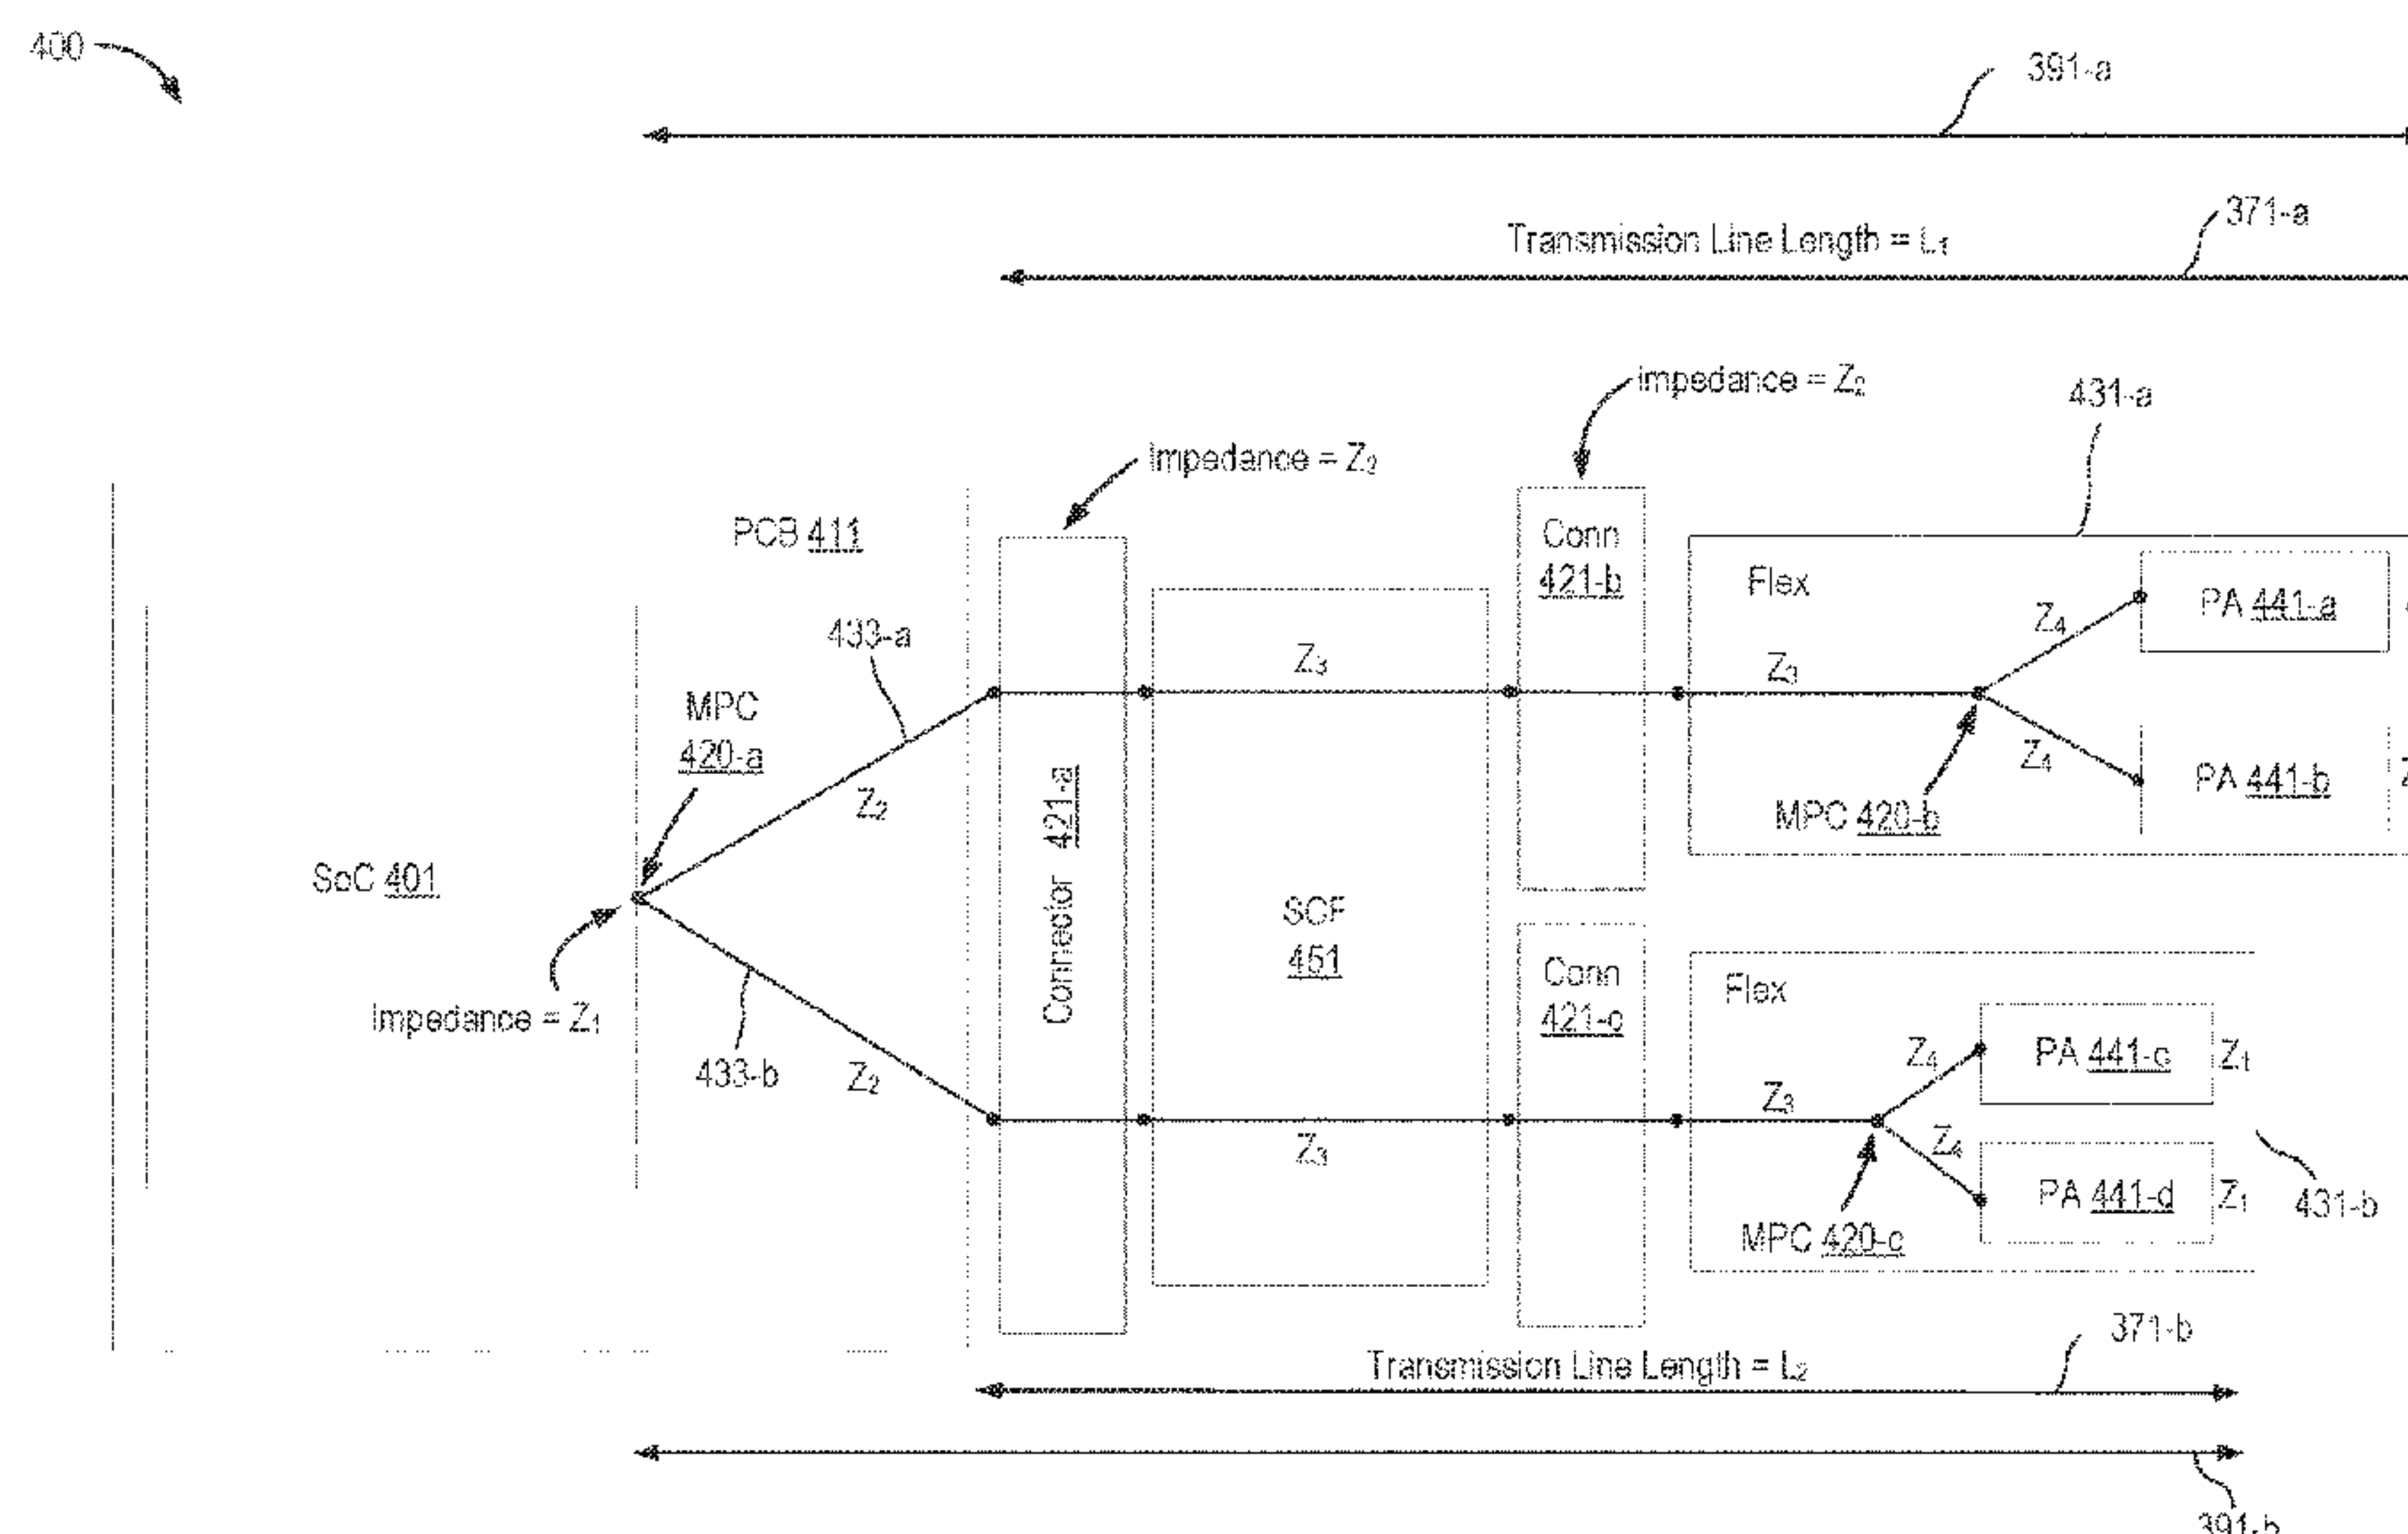 400
391-a
371-a
Transmission Line Length = L1
Impedance = Z2
431-a
Impedance = Z2
PCB 411
Conn
421-b
Flex
PA 441-a
Z4
433-a
Z3
Z3
MPC
420-a
Z4
PA 441-b
Z2
421-a
MPC 420-b
SoC 401
Connector
451
Conn
421-c
Flex
Impedance = Z1
433-b
Z2
Z4
PA 441-c
Z1
Z3
Z3
Z4
PA 441-d
Z1
431-b
MPC 420-c
371-b
Transmission Line Length = L2
391-b